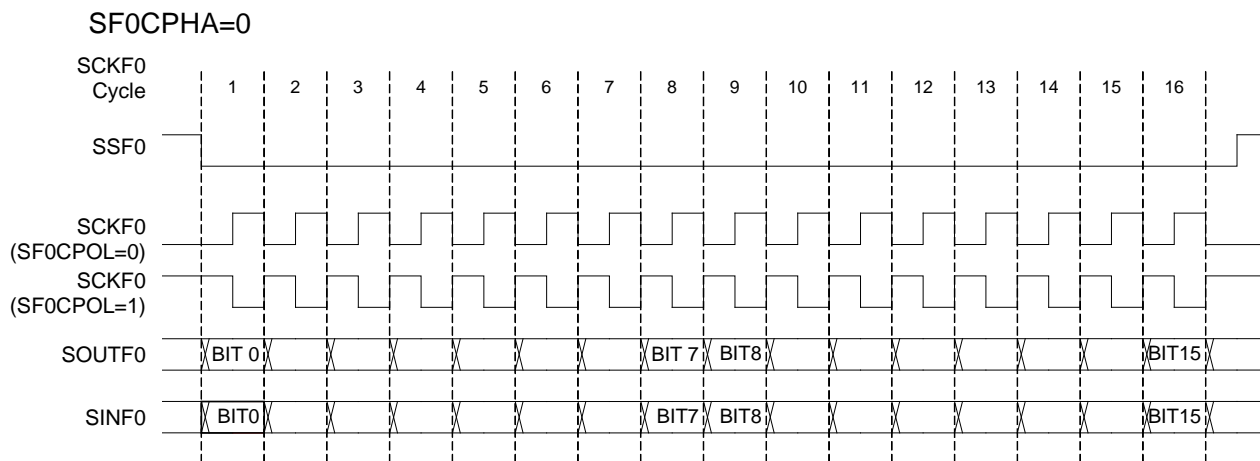 SF0CPHA=0
SCKF0
Cycle
1 2 3 4 5 6 7 8 9 10 11 12 13 14 15 16
SSF0
SCKF0
(SF0CPOL=0)
SCKF0
(SF0CPOL=1)
SOUTF0 BIT 0 BIT 7 BIT8 BIT15
SINF0 BIT0 BIT7 BIT8 BIT15